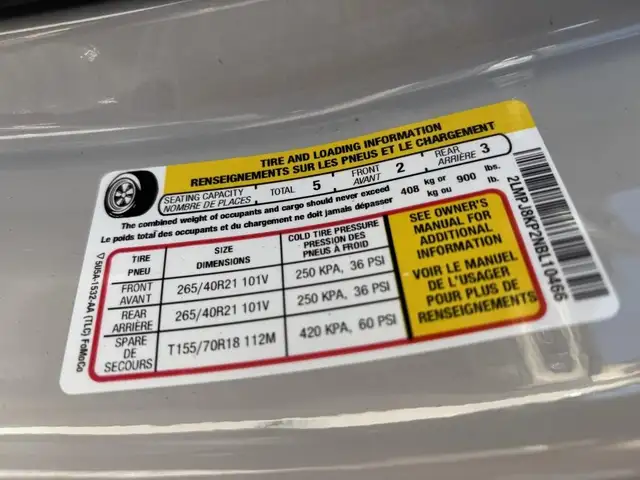 TIRE AND LOADING INFORMATION
RENSEIGNEMENTS SUR LES PNEUS ET LE CHARGEMENT
SEATING CAPACITY
NOMBRE DE PLACES
TOTAL 5
FRONT
AVANT 2
REAR
ARRIÈRE 3
The combined weight of occupants and cargo should never exceed 408 kg or 900 lbs.
Le poids total des occupants et du chargement ne doit jamais dépasser kg ou lb.
TIRE
PNEU
SIZE
DIMENSIONS
COLD TIRE PRESSURE
PRESSION DES
PNEUS À FROID
FRONT
AVANT
265/40R21 101V
250 KPA, 36 PSI
REAR
ARRIÈRE
265/40R21 101V
250 KPA, 36 PSI
SPARE
DE
SECOURS
T155/70R18 112M
420 KPA, 60 PSI
SEE OWNER'S
MANUAL FOR
ADDITIONAL
INFORMATION
VOIR LE MANUEL
DE L'USAGER
POUR PLUS DE
RENSEIGNEMENTS
2LMPJ8KP2NBL10466
5U5A-1532-AA (TLG) FoMoCo